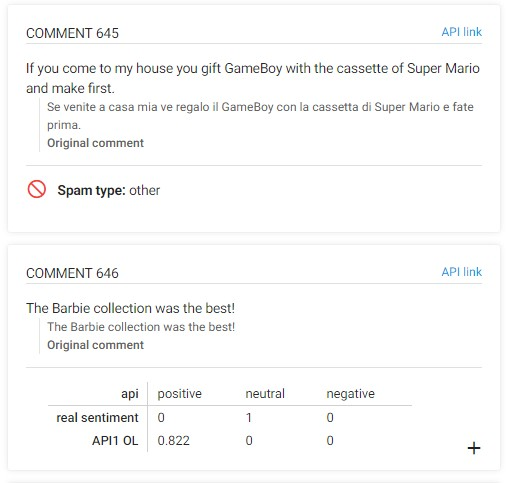 COMMENT 645 API link
If you come to my house you gift GameBoy with the cassette of Super Mario
and make first.
Se venite a casa mia ve regalo il GameBoy con la cassetta di Super Mario e fate
prima.
Original comment
Spam type: other
COMMENT 646 API link
The Barbie collection was the best!
The Barbie collection was the best!
Original comment
api positive neutral negative
real sentiment 0 1 0
API1 OL 0.822 0 0
+